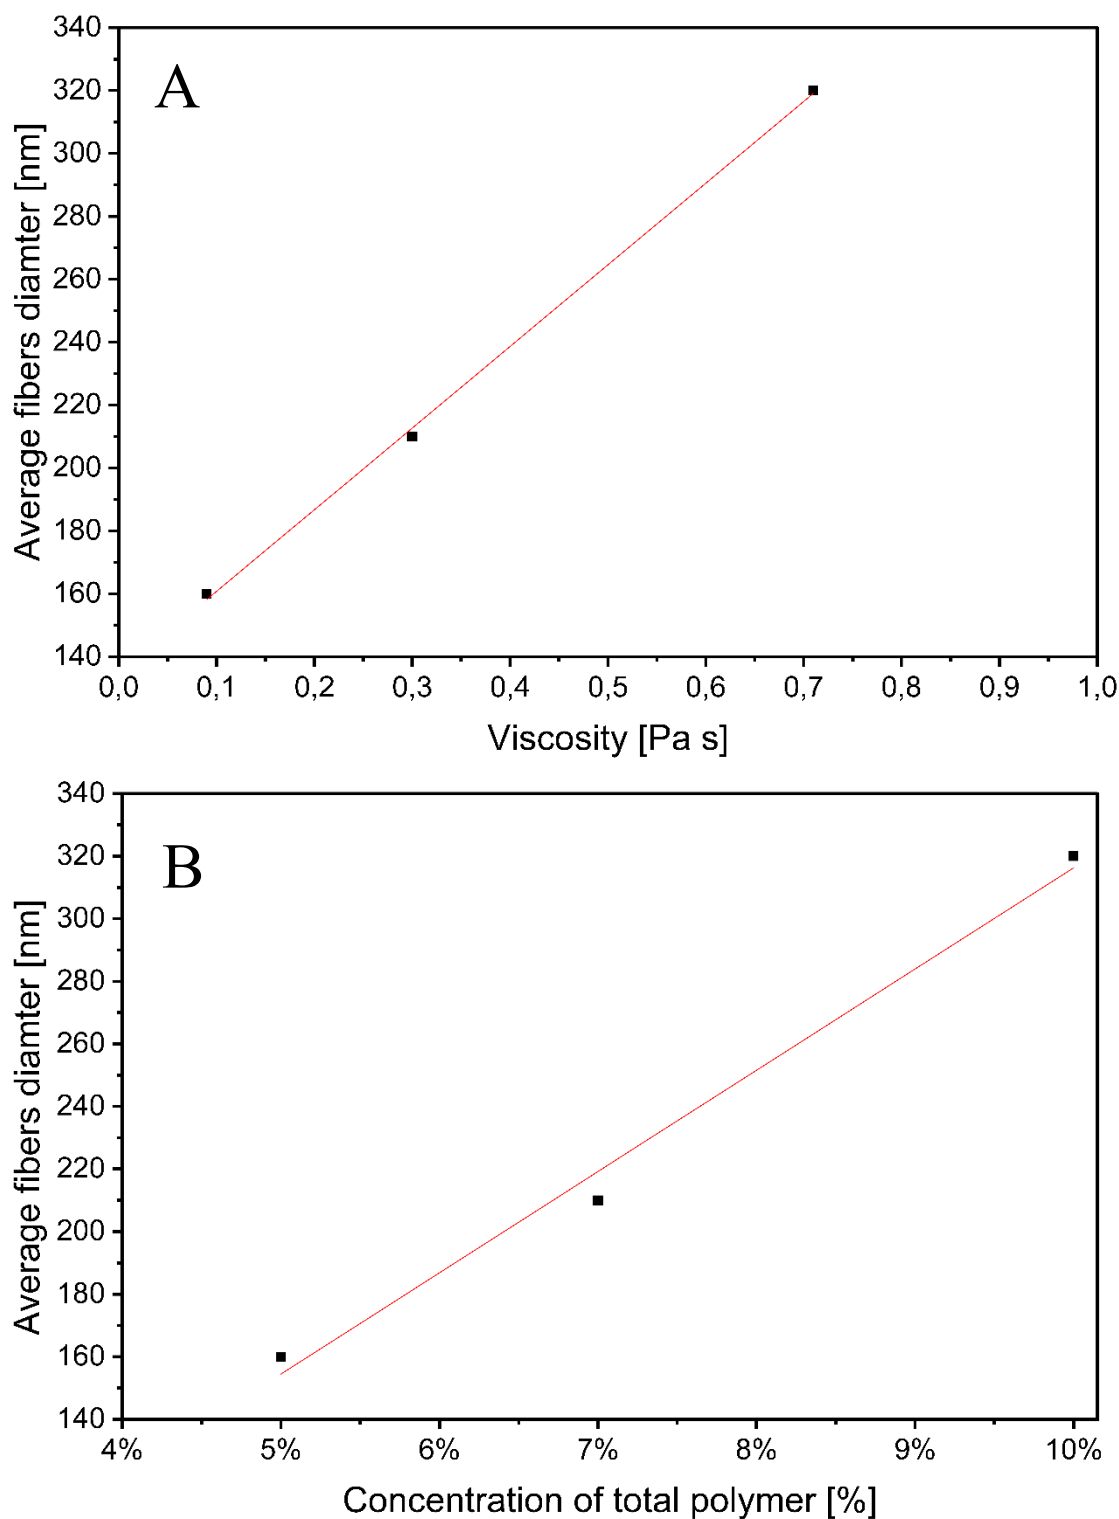 A
340
320
300
280
260
240
220
200
180
160
140
Average fibers diamter [nm]
0,0 0,1 0,2 0,3 0,4 0,5 0,6 0,7 0,8 0,9 1,0
Viscosity [Pa s]
B
340
320
300
280
260
240
220
200
180
160
140
Average fibers diamter [nm]
4% 5% 6% 7% 8% 9% 10%
Concentration of total polymer [%]